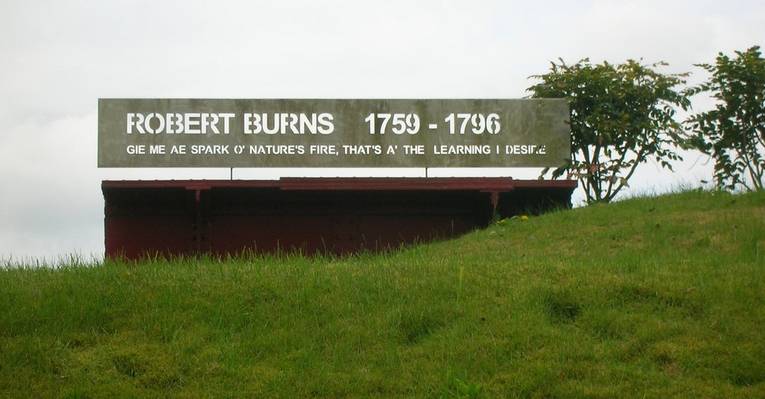 ROBERT BURNS 1759 - 1796
GIE ME AE SPARK O' NATURE'S FIRE, THAT'S A' THE LEARNING I DESIRE